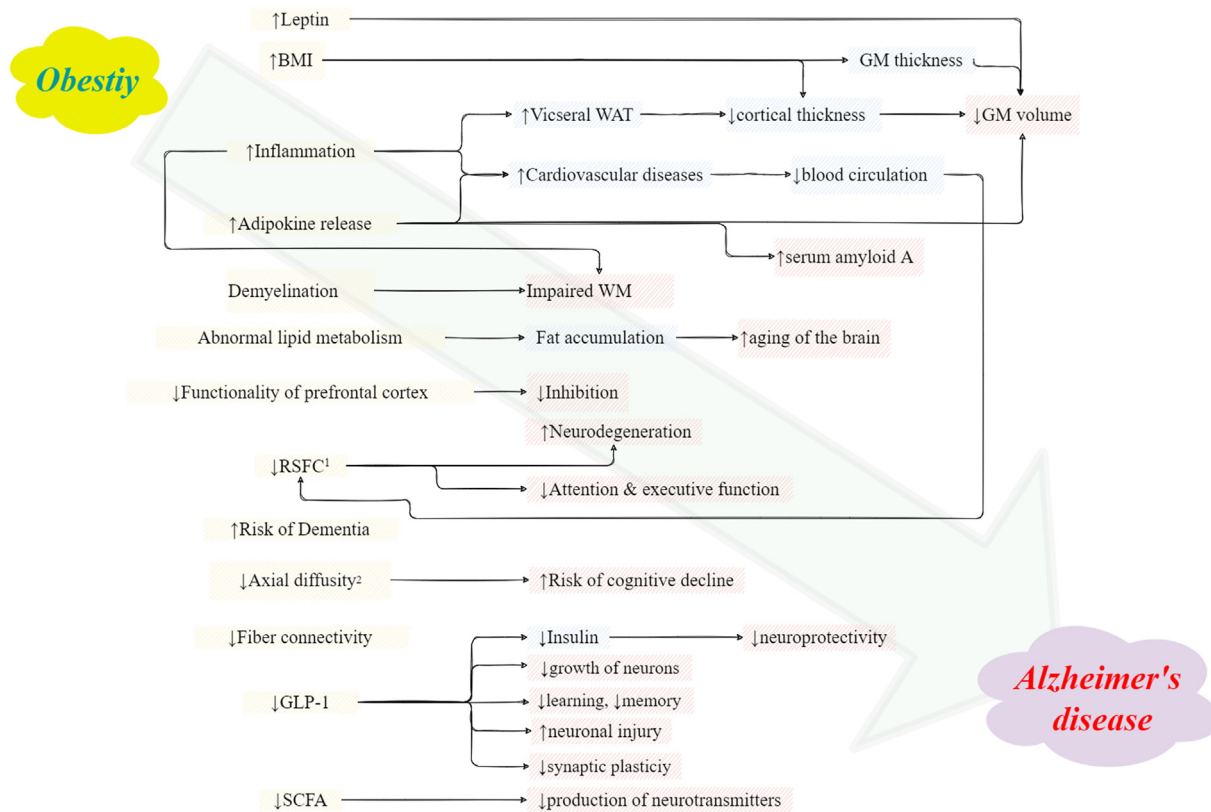 Obestiy
↑Leptin
↑BMI
GM thickness
↑Vicseral WAT
↓cortical thickness
↓GM volume
↑Inflammation
↑Cardiovascular diseases
↓blood circulation
↑Adipokine release
↑serum amyloid A
Demyelination
Impaired WM
Abnormal lipid metabolism
Fat accumulation
↑aging of the brain
↓Functionality of prefrontal cortex
↓Inhibition
↑Neurodegeneration
↓RSFC¹
↓Attention & executive function
↑Risk of Dementia
↓Axial diffusity²
↑Risk of cognitive decline
↓Fiber connectivity
↓Insulin
↓neuroprotectivity
↓growth of neurons
↓GLP-1
↓learning, ↓memory
↑neuronal injury
↓synaptic plasticiy
↓SCFA
↓production of neurotransmitters
Alzheimer's
disease